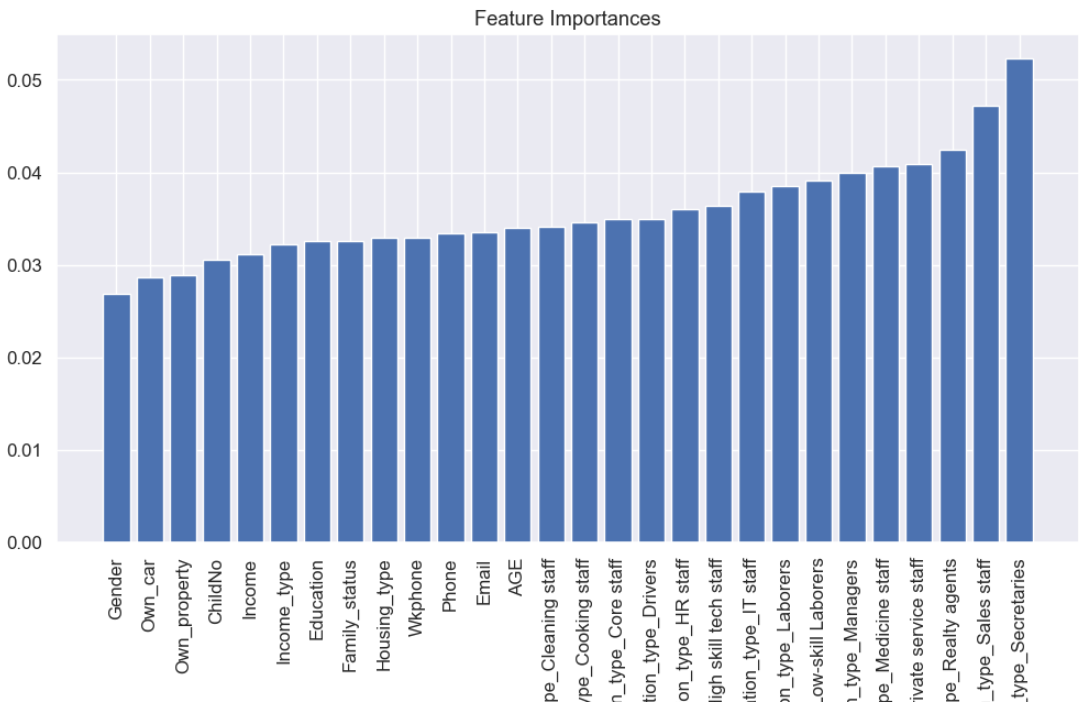 Feature Importances
0.05
0.04
0.03
0.02
0.01
0.00
Gender
Own_car
Own_property
ChildNo
Income
Income_type
Education
Family_status
Housing_type
Wkphone
Phone
Email
AGE
pe_Cleaning staff
ype_Cooking staff
n_type_Core staff
tion_type_Drivers
on_type_HR staff
High skill tech staff
ation_type_IT staff
on_type_Laborers
Low-skill Laborers
n_type_Managers
pe_Medicine staff
rivate service staff
pe_Realty agents
_type_Sales staff
_type_Secretaries